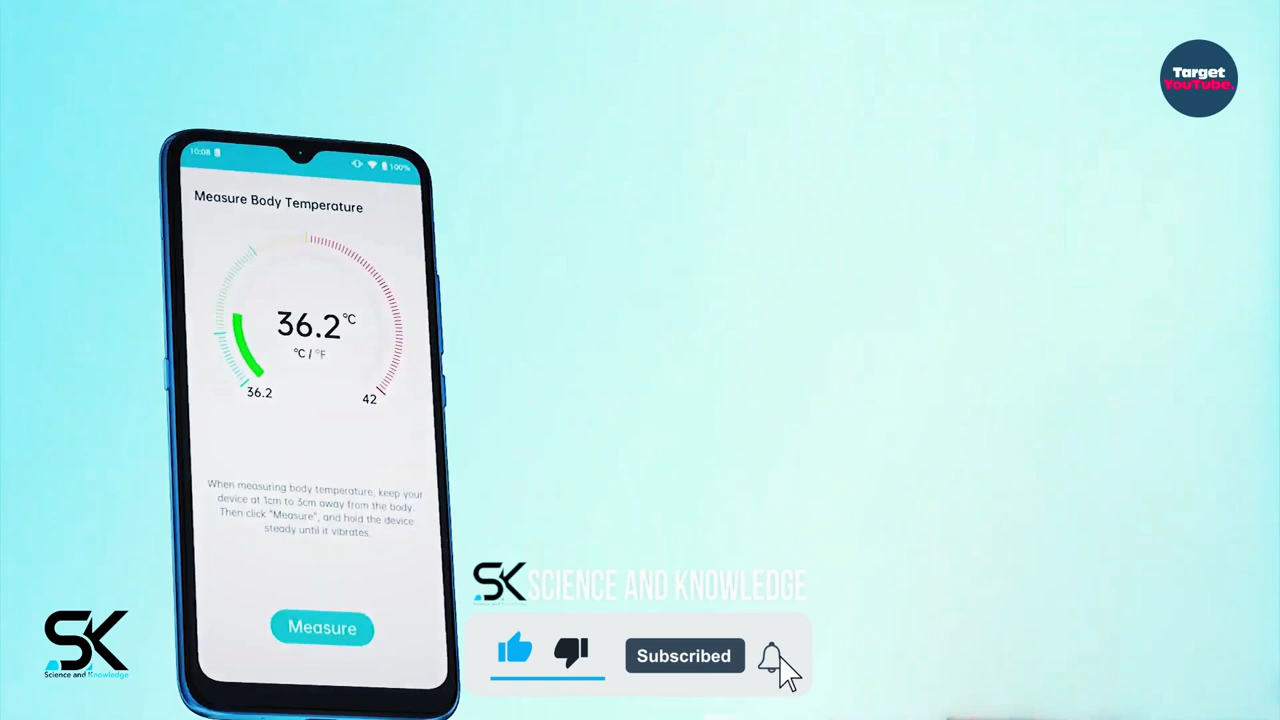 Target
YouTube.
10:08
100%
Measure Body Temperature
36.2°C
°C / °F
36.2
42
When measuring body temperature, keep your
device at 1cm to 3cm away from the body.
Then click "Measure", and hold the device
steady until it vibrates.
Measure
SK SCIENCE AND KNOWLEDGE
Subscribed
SK
Science and Knowledge